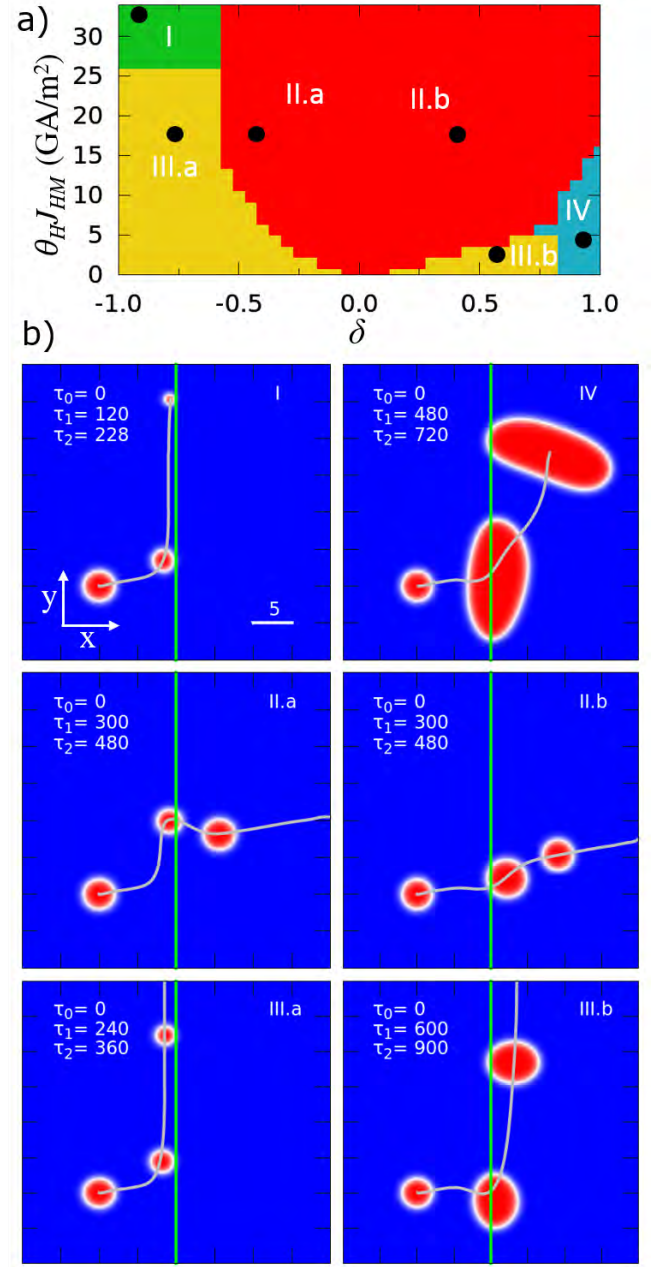 a)
θ_H J_HM (GA/m²)
30
25
20
15
10
5
0
I
II.a
II.b
III.a
IV
III.b
-1.0
-0.5
0.0
0.5
1.0
δ
b)
τ₀= 0
τ₁= 120
τ₂= 228
I
y
x
5
τ₀= 0
τ₁= 480
τ₂= 720
IV
τ₀= 0
τ₁= 300
τ₂= 480
II.a
τ₀= 0
τ₁= 300
τ₂= 480
II.b
τ₀= 0
τ₁= 240
τ₂= 360
III.a
τ₀= 0
τ₁= 600
τ₂= 900
III.b